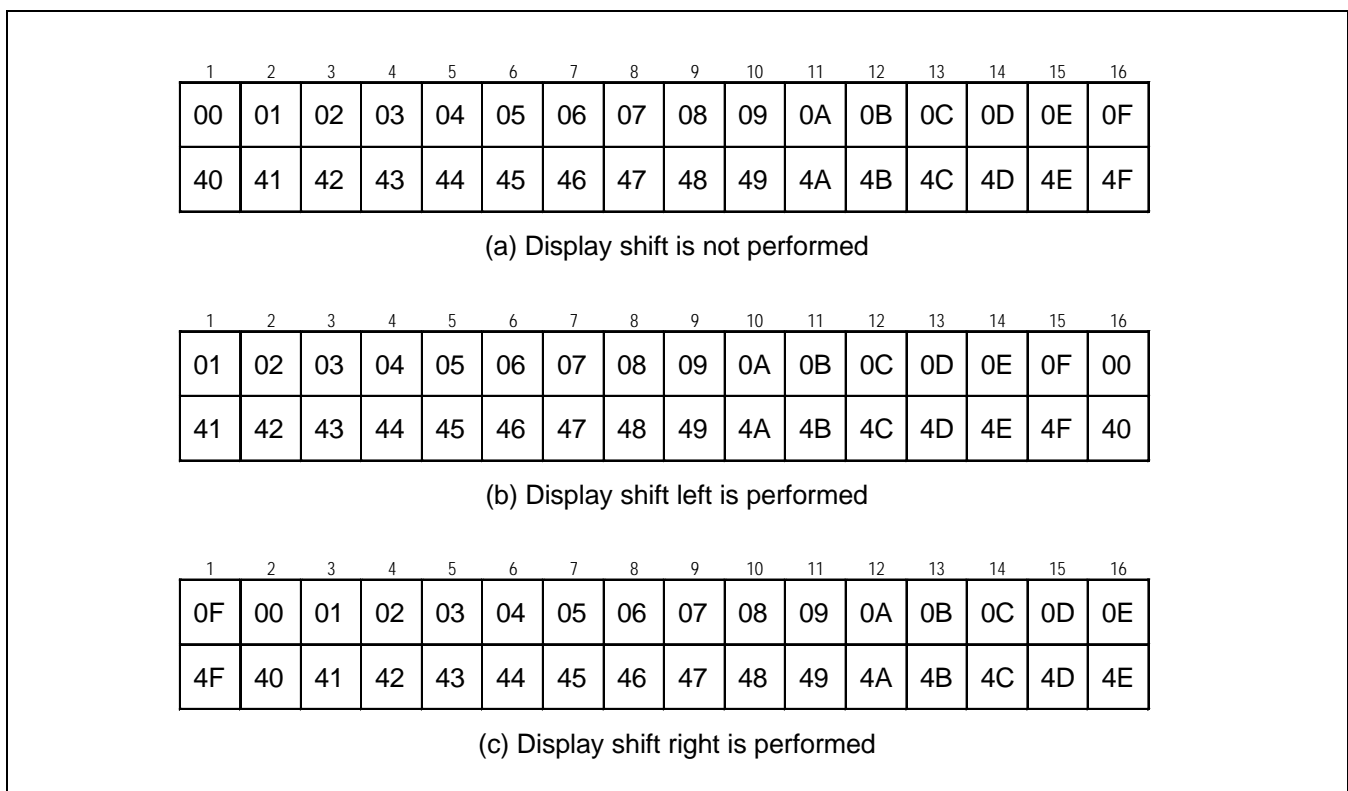 1 2 3 4 5 6 7 8 9 10 11 12 13 14 15 16
00 01 02 03 04 05 06 07 08 09 0A 0B 0C 0D 0E 0F
40 41 42 43 44 45 46 47 48 49 4A 4B 4C 4D 4E 4F
(a) Display shift is not performed
1 2 3 4 5 6 7 8 9 10 11 12 13 14 15 16
01 02 03 04 05 06 07 08 09 0A 0B 0C 0D 0E 0F 00
41 42 43 44 45 46 47 48 49 4A 4B 4C 4D 4E 4F 40
(b) Display shift left is performed
1 2 3 4 5 6 7 8 9 10 11 12 13 14 15 16
0F 00 01 02 03 04 05 06 07 08 09 0A 0B 0C 0D 0E
4F 40 41 42 43 44 45 46 47 48 49 4A 4B 4C 4D 4E
(c) Display shift right is performed